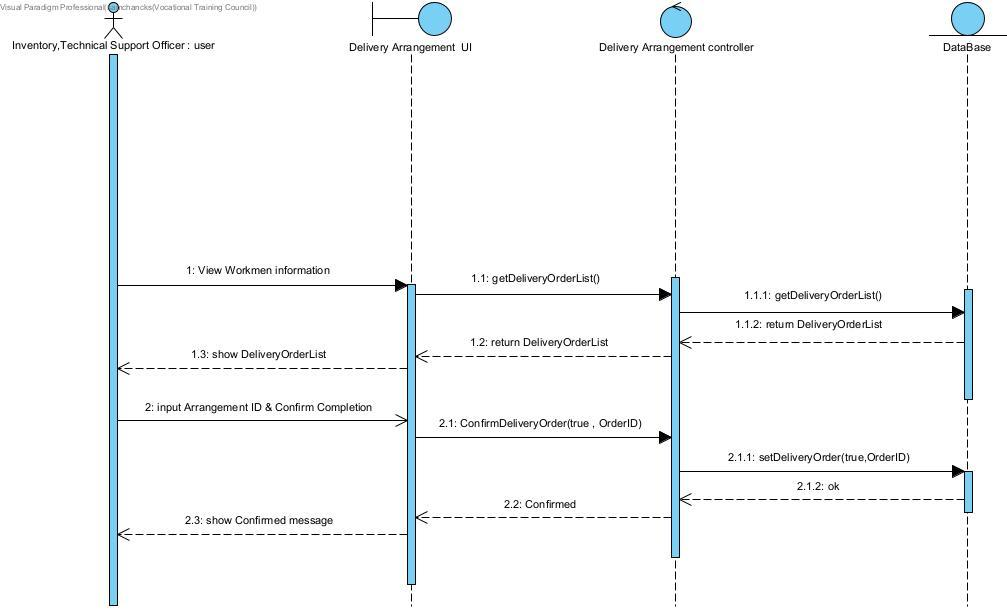 Visual Paradigm Professional(   chancks(Vocational Training Council))
Inventory,Technical Support Officer : user
Delivery Arrangement  UI
Delivery Arrangement controller
DataBase
1: View Workmen information
1.1: getDeliveryOrderList()
1.1.1: getDeliveryOrderList()
1.1.2: return DeliveryOrderList
1.2: return DeliveryOrderList
1.3: show DeliveryOrderList
2: input Arrangement ID & Confirm Completion
2.1: ConfirmDeliveryOrder(true , OrderID)
2.1.1: setDeliveryOrder(true,OrderID)
2.1.2: ok
2.2: Confirmed
2.3: show Confirmed message